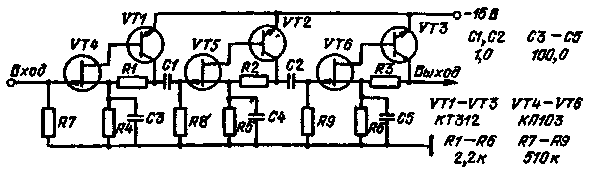 VT1 VT2 VT3 -15В
VT4 VT5 VT6
C1,C2 C3-C5
1,0 100,0
Вход R1 C1 R2 C2 R3 Выход
R7 R4 C3 R8 R5 C4 R9 R6 C5
VT1-VT3 VT4-VT6
КТ312 КП103
R1-R6 R7-R9
2,2к 510к